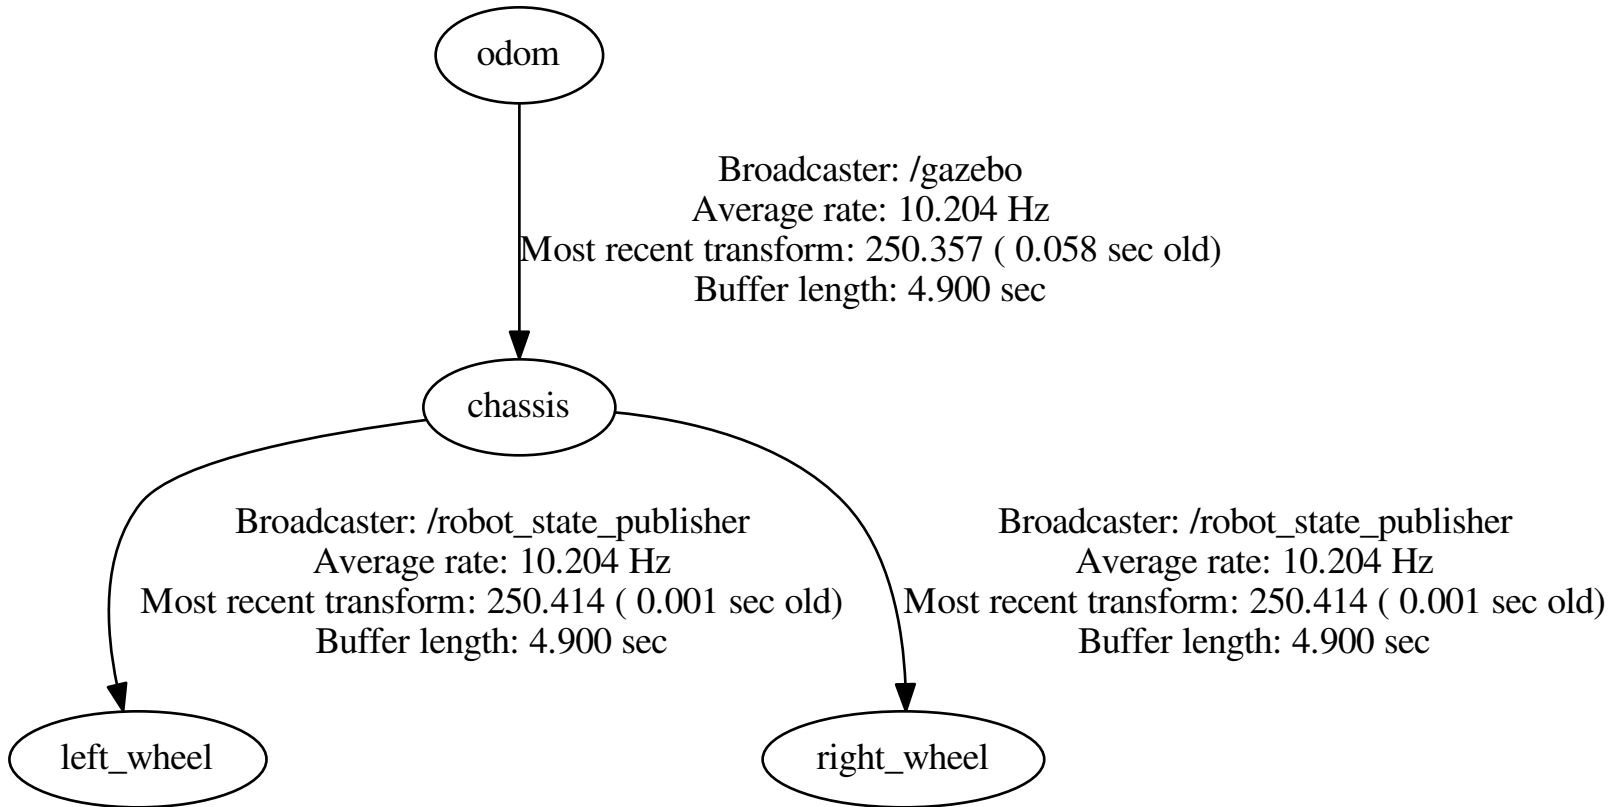 odom
Broadcaster: /gazebo
Average rate: 10.204 Hz
Most recent transform: 250.357 ( 0.058 sec old)
Buffer length: 4.900 sec
chassis
Broadcaster: /robot_state_publisher
Average rate: 10.204 Hz
Most recent transform: 250.414 ( 0.001 sec old)
Buffer length: 4.900 sec
Broadcaster: /robot_state_publisher
Average rate: 10.204 Hz
Most recent transform: 250.414 ( 0.001 sec old)
Buffer length: 4.900 sec
left_wheel
right_wheel